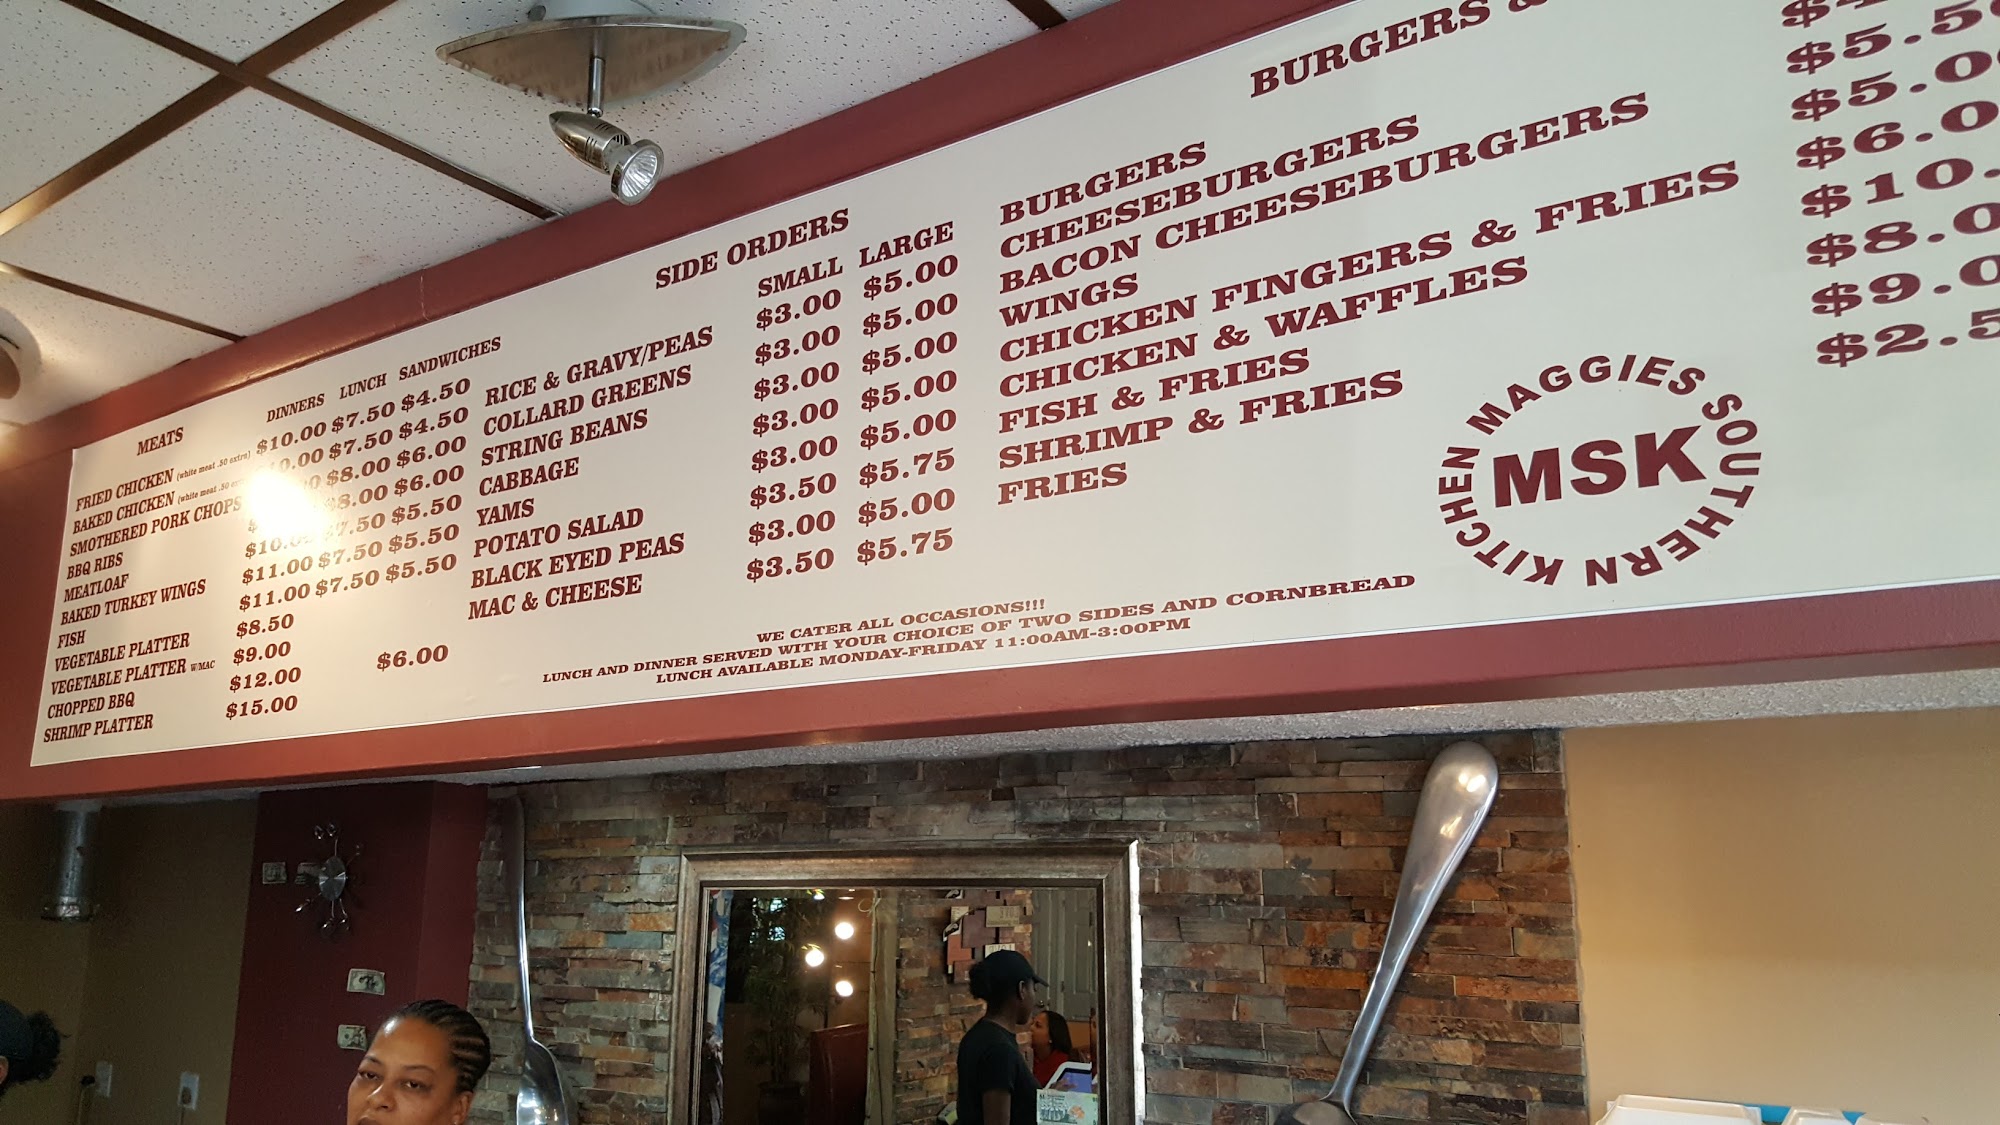 MEATS
DINNERS LUNCH SANDWICHES
FRIED CHICKEN (white meat .50 extra) $10.00 $7.50 $4.50
BAKED CHICKEN (white meat .50 $7.50 $4.50
SMOTHERED PORK CHOPS $8.00 $6.00
BBQ RIBS $8.00 $6.00
MEATLOAF $5.50
BAKED TURKEY WINGS $11.00 $7.50 $5.50
FISH $11.00 $7.50 $5.50
VEGETABLE PLATTER $8.50
VEGETABLE PLATTER W/MAC $9.00
CHOPPED BBQ $12.00 $6.00
SHRIMP PLATTER $15.00
SIDE ORDERS
SMALL LARGE
RICE & GRAVY/PEAS $3.00 $5.00
COLLARD GREENS $3.00 $5.00
STRING BEANS $3.00 $5.00
CABBAGE $3.00 $5.00
YAMS $3.00 $5.00
POTATO SALAD $3.50 $5.75
BLACK EYED PEAS $3.00 $5.00
MAC & CHEESE $3.50 $5.75
BURGERS &
BURGERS
CHEESEBURGERS $5.5
BACON CHEESEBURGERS
WINGS
CHICKEN FINGERS & FRIES
CHICKEN & WAFFLES
FISH & FRIES
SHRIMP & FRIES
FRIES
$5.0
$6.0
$10.
$8.0
$9.0
$2.5
MAGGIES SOUTHERN KITCHEN
MSK
WE CATER ALL OCCASIONS!!!
LUNCH AND DINNER SERVED WITH YOUR CHOICE OF TWO SIDES AND CORNBREAD
LUNCH AVAILABLE MONDAY-FRIDAY 11:00AM-3:00PM